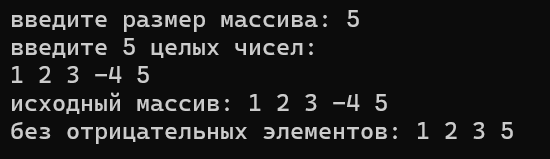 введите размер массива: 5
введите 5 целых чисел:
1 2 3 -4 5
исходный массив: 1 2 3 -4 5
без отрицательных элементов: 1 2 3 5